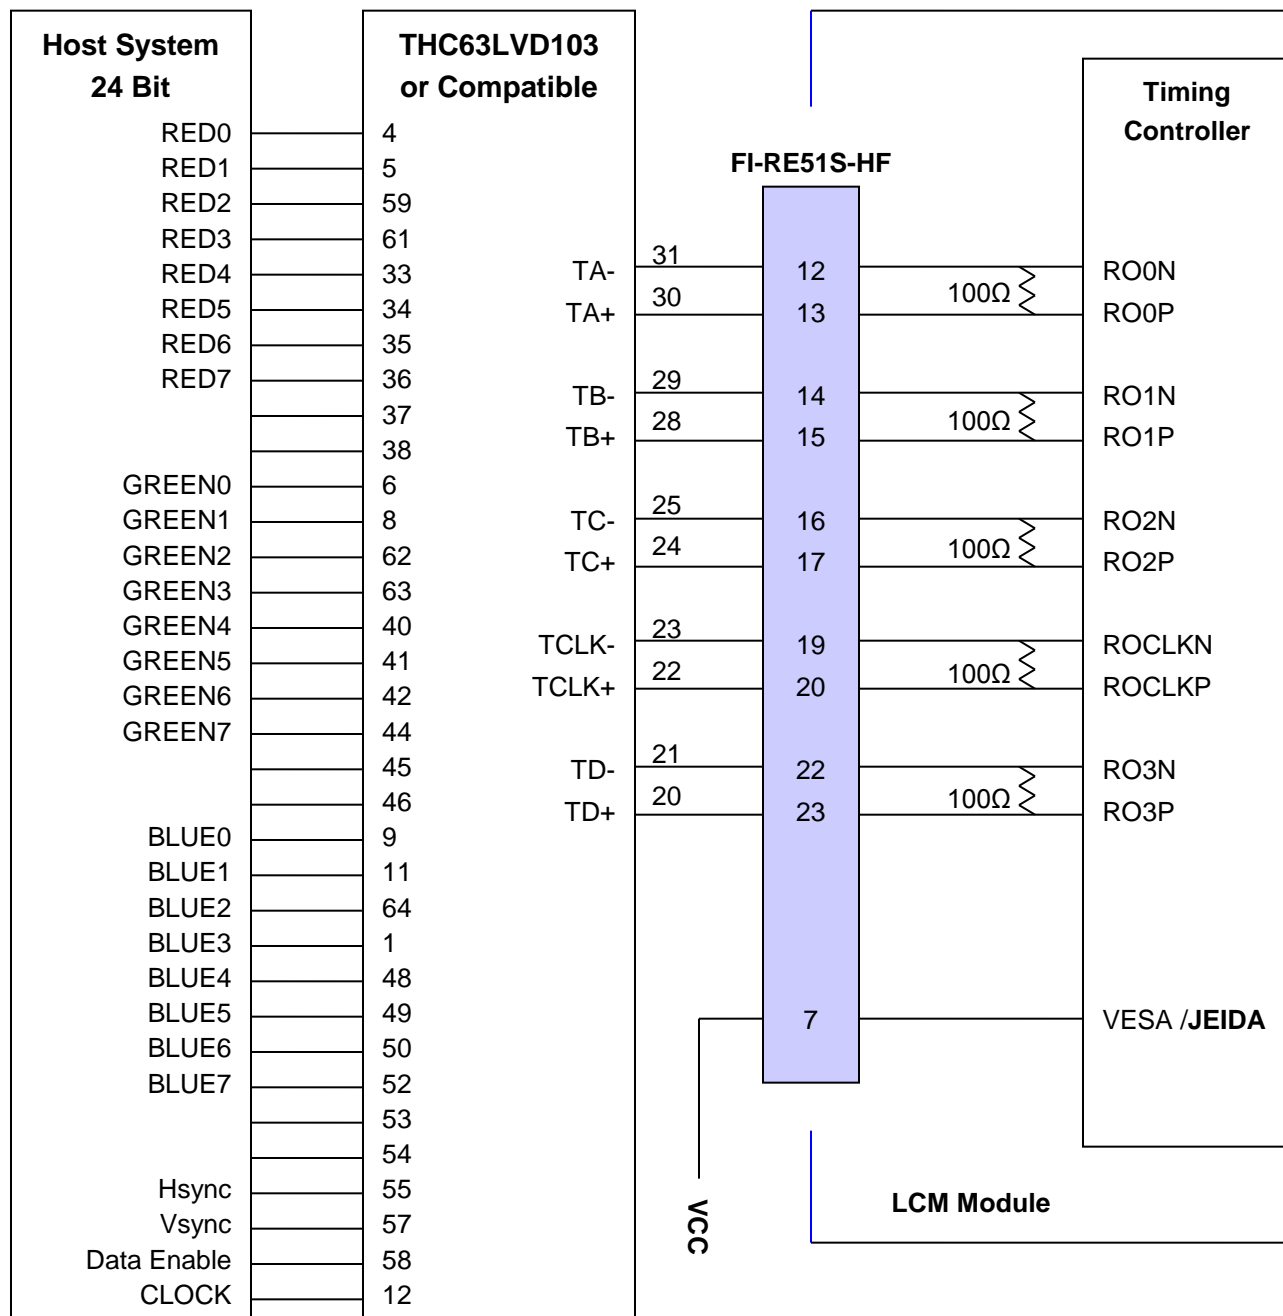 Host System
24 Bit
RED0
RED1
RED2
RED3
RED4
RED5
RED6
RED7
GREEN0
GREEN1
GREEN2
GREEN3
GREEN4
GREEN5
GREEN6
GREEN7
BLUE0
BLUE1
BLUE2
BLUE3
BLUE4
BLUE5
BLUE6
BLUE7
Hsync
Vsync
Data Enable
CLOCK
THC63LVD103
or Compatible
4
5
59
61
33
34
35
36
37
38
6
8
62
63
40
41
42
44
45
46
9
11
64
1
48
49
50
52
53
54
55
57
58
12
TA-
TA+
TB-
TB+
TC-
TC+
TCLK-
TCLK+
TD-
TD+
31
30
29
28
25
24
23
22
21
20
FI-RE51S-HF
12
13
14
15
16
17
19
20
22
23
7
VCC
100Ω
100Ω
100Ω
100Ω
100Ω
Timing
Controller
RO0N
RO0P
RO1N
RO1P
RO2N
RO2P
ROCLKN
ROCLKP
RO3N
RO3P
VESA /JEIDA
LCM Module